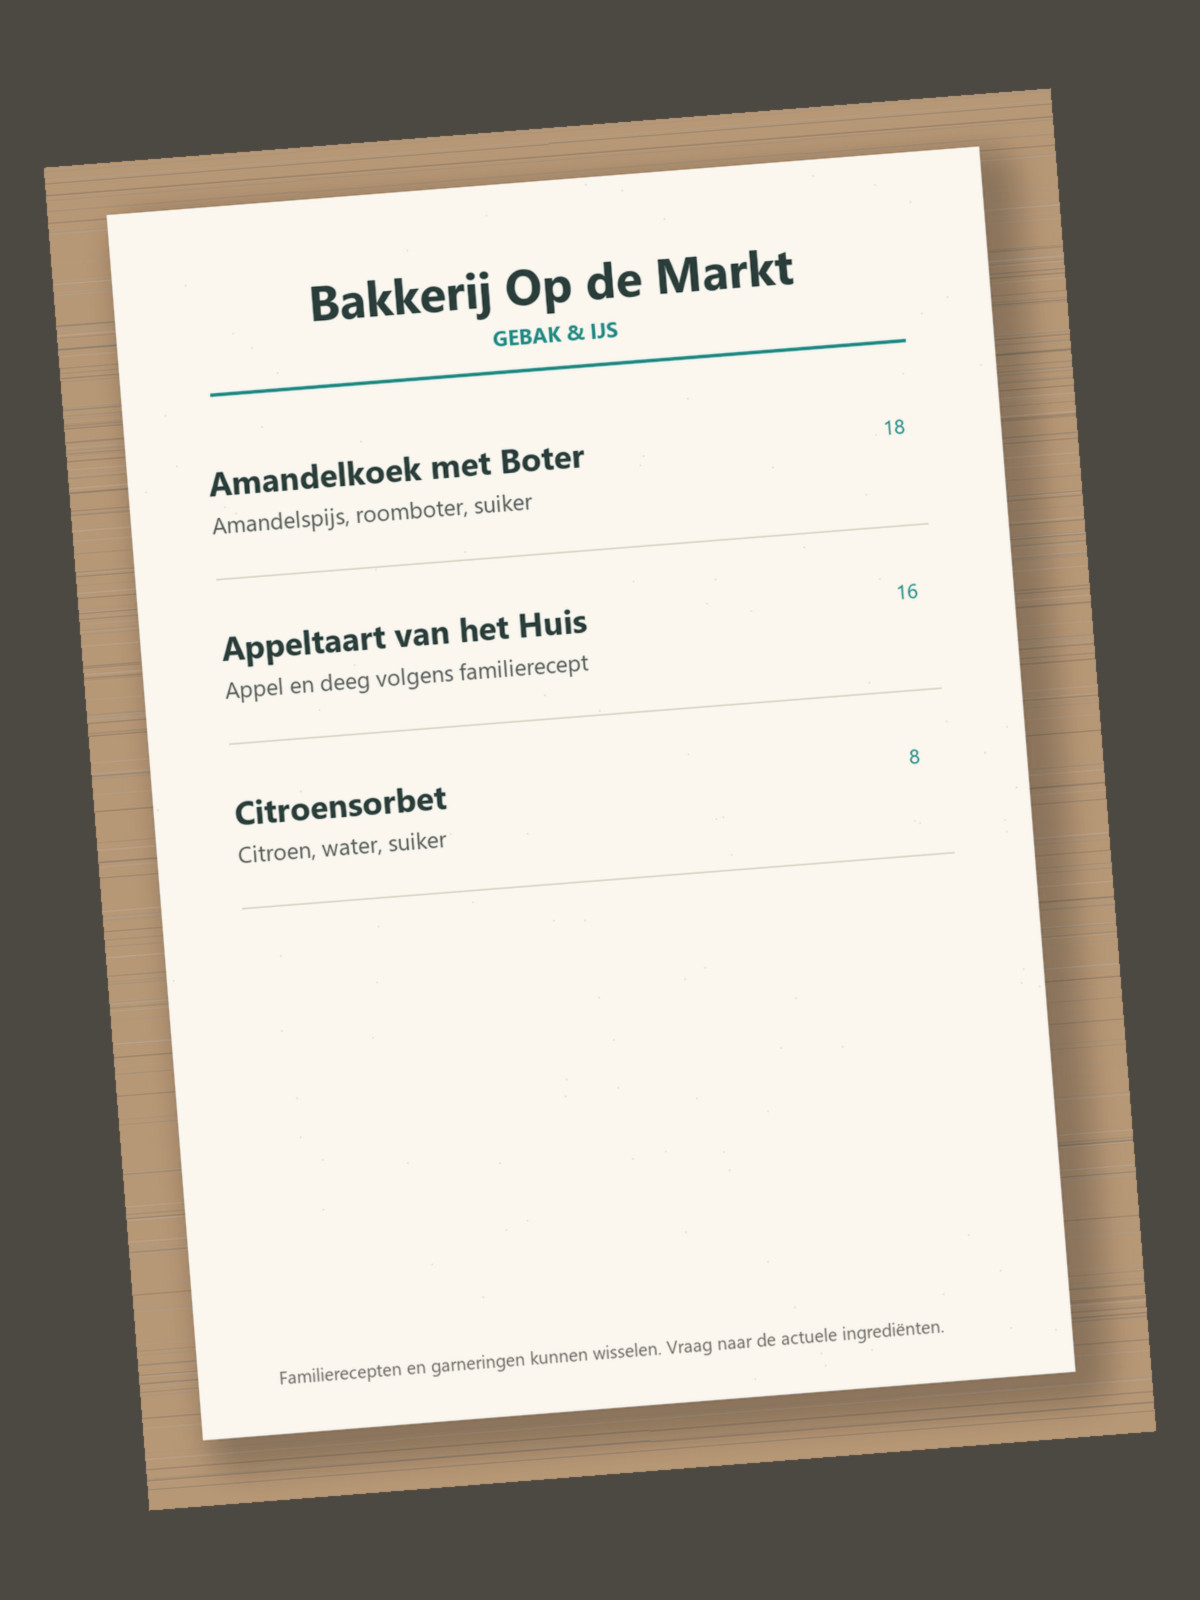 Bakkerij Op de Markt
GEBAK & IJS
Amandelkoek met Boter 18
Amandelspijs, roomboter, suiker
Appeltaart van het Huis 16
Appel en deeg volgens familierecept
Citroensorbet 8
Citroen, water, suiker
Familierecepten en garneringen kunnen wisselen. Vraag naar de actuele ingrediënten.